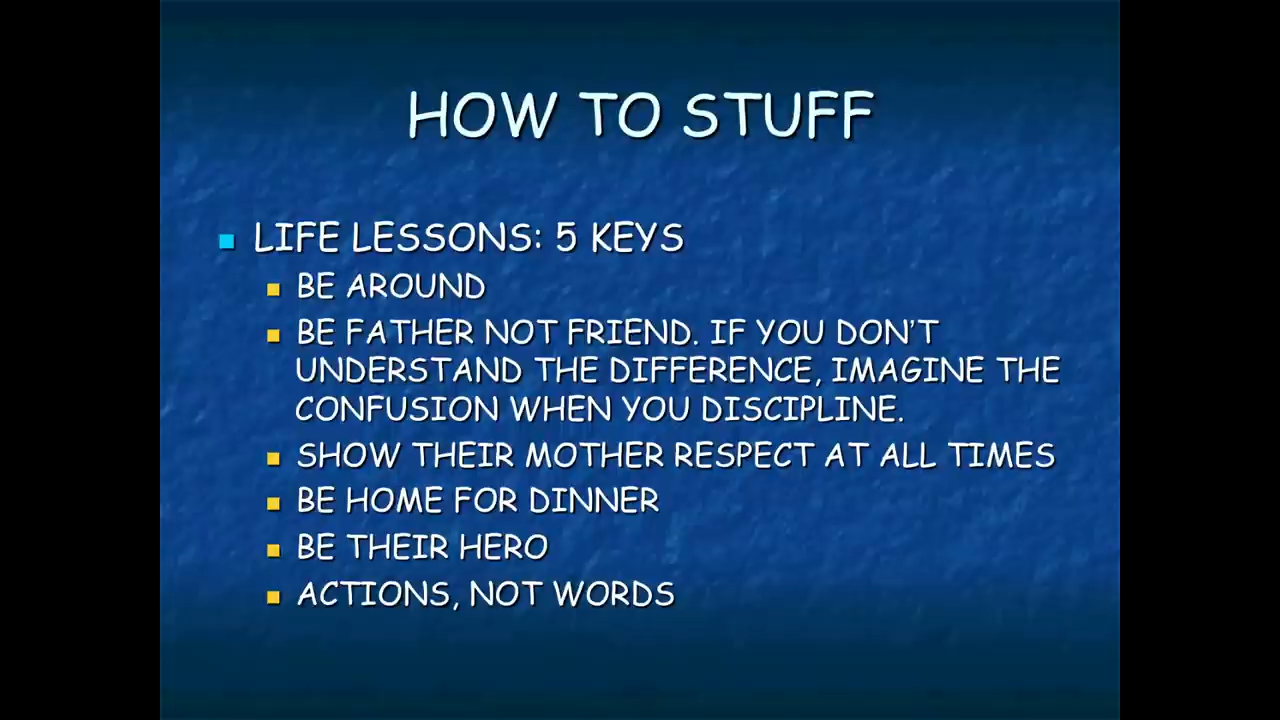 HOW TO STUFF
LIFE LESSONS: 5 KEYS
BE AROUND
BE FATHER NOT FRIEND. IF YOU DON'T
UNDERSTAND THE DIFFERENCE, IMAGINE THE
CONFUSION WHEN YOU DISCIPLINE.
SHOW THEIR MOTHER RESPECT AT ALL TIMES
BE HOME FOR DINNER
BE THEIR HERO
ACTIONS, NOT WORDS